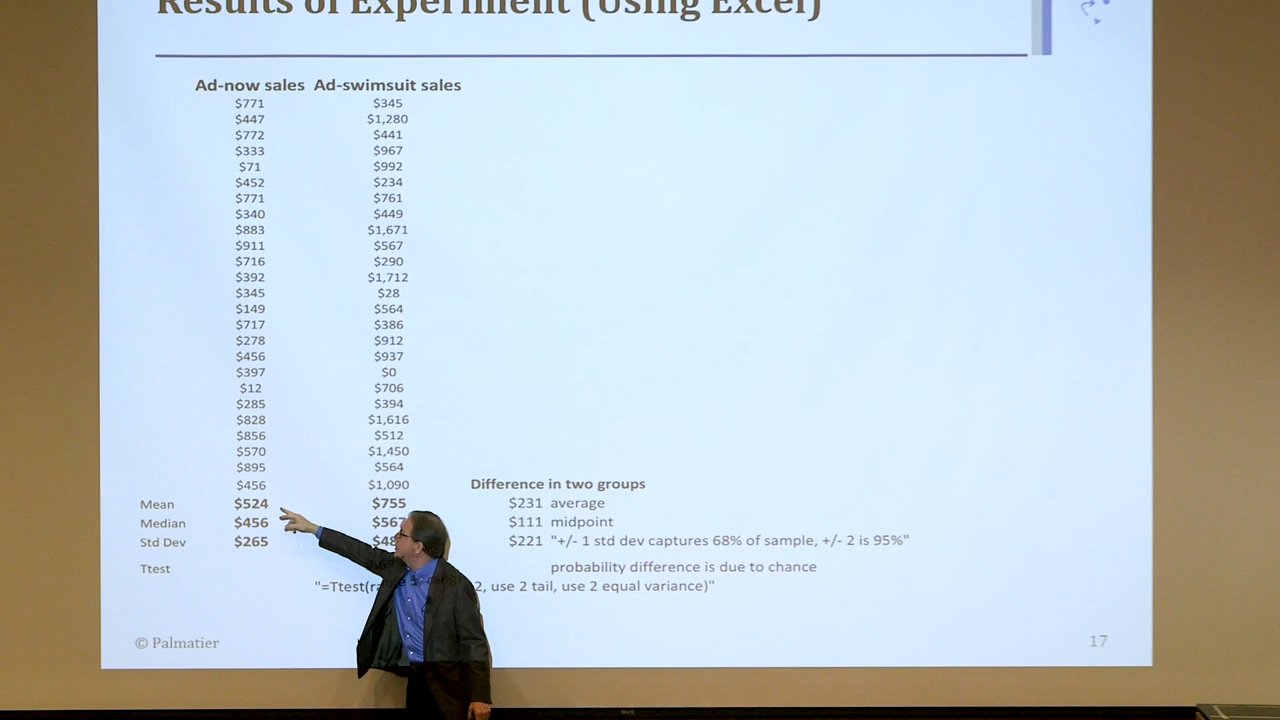 Results of Experiment (Using Excel)
Ad-now sales Ad-swimsuit sales
$771 $345
$447 $1,280
$772 $441
$333 $967
$71 $992
$452 $234
$771 $761
$340 $449
$883 $1,671
$911 $567
$716 $290
$392 $1,712
$345 $28
$149 $564
$717 $386
$278 $912
$456 $937
$397 $0
$12 $706
$285 $394
$828 $1,616
$856 $512
$570 $1,450
$895 $564
$456 $1,090 Difference in two groups
Mean $524 $755 $231 average
Median $456 $567 $111 midpoint
Std Dev $265 $221 "+/- 1 std dev captures 68% of sample, +/- 2 is 95%"
Ttest probability difference is due to chance
"=Ttest( 2, use 2 tail, use 2 equal variance)"
© Palmatier 17